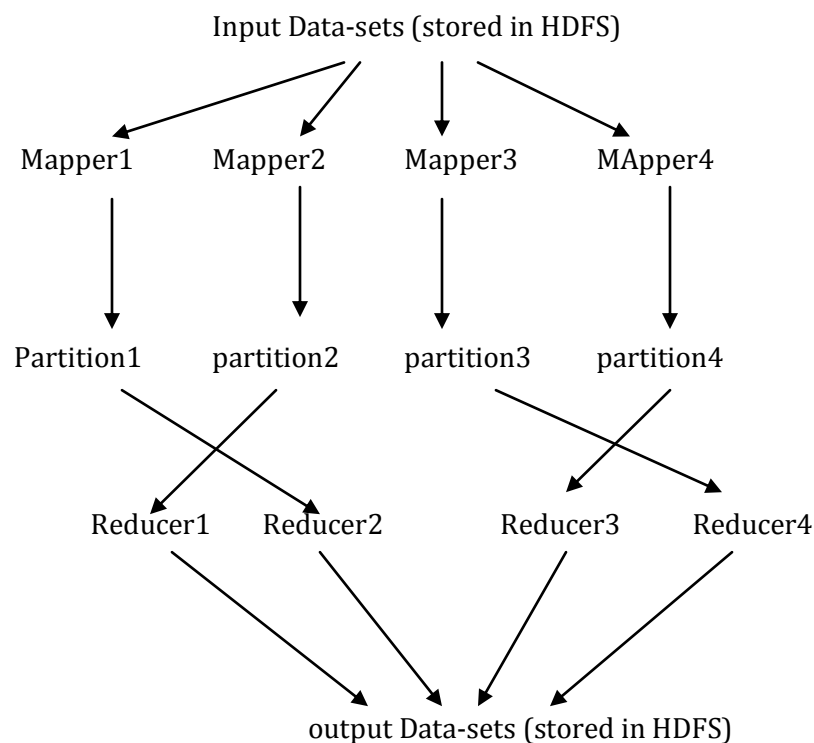 Input Data-sets (stored in HDFS)
Mapper1 Mapper2 Mapper3 MApper4
Partition1 partition2 partition3 partition4
Reducer1 Reducer2 Reducer3 Reducer4
output Data-sets (stored in HDFS)